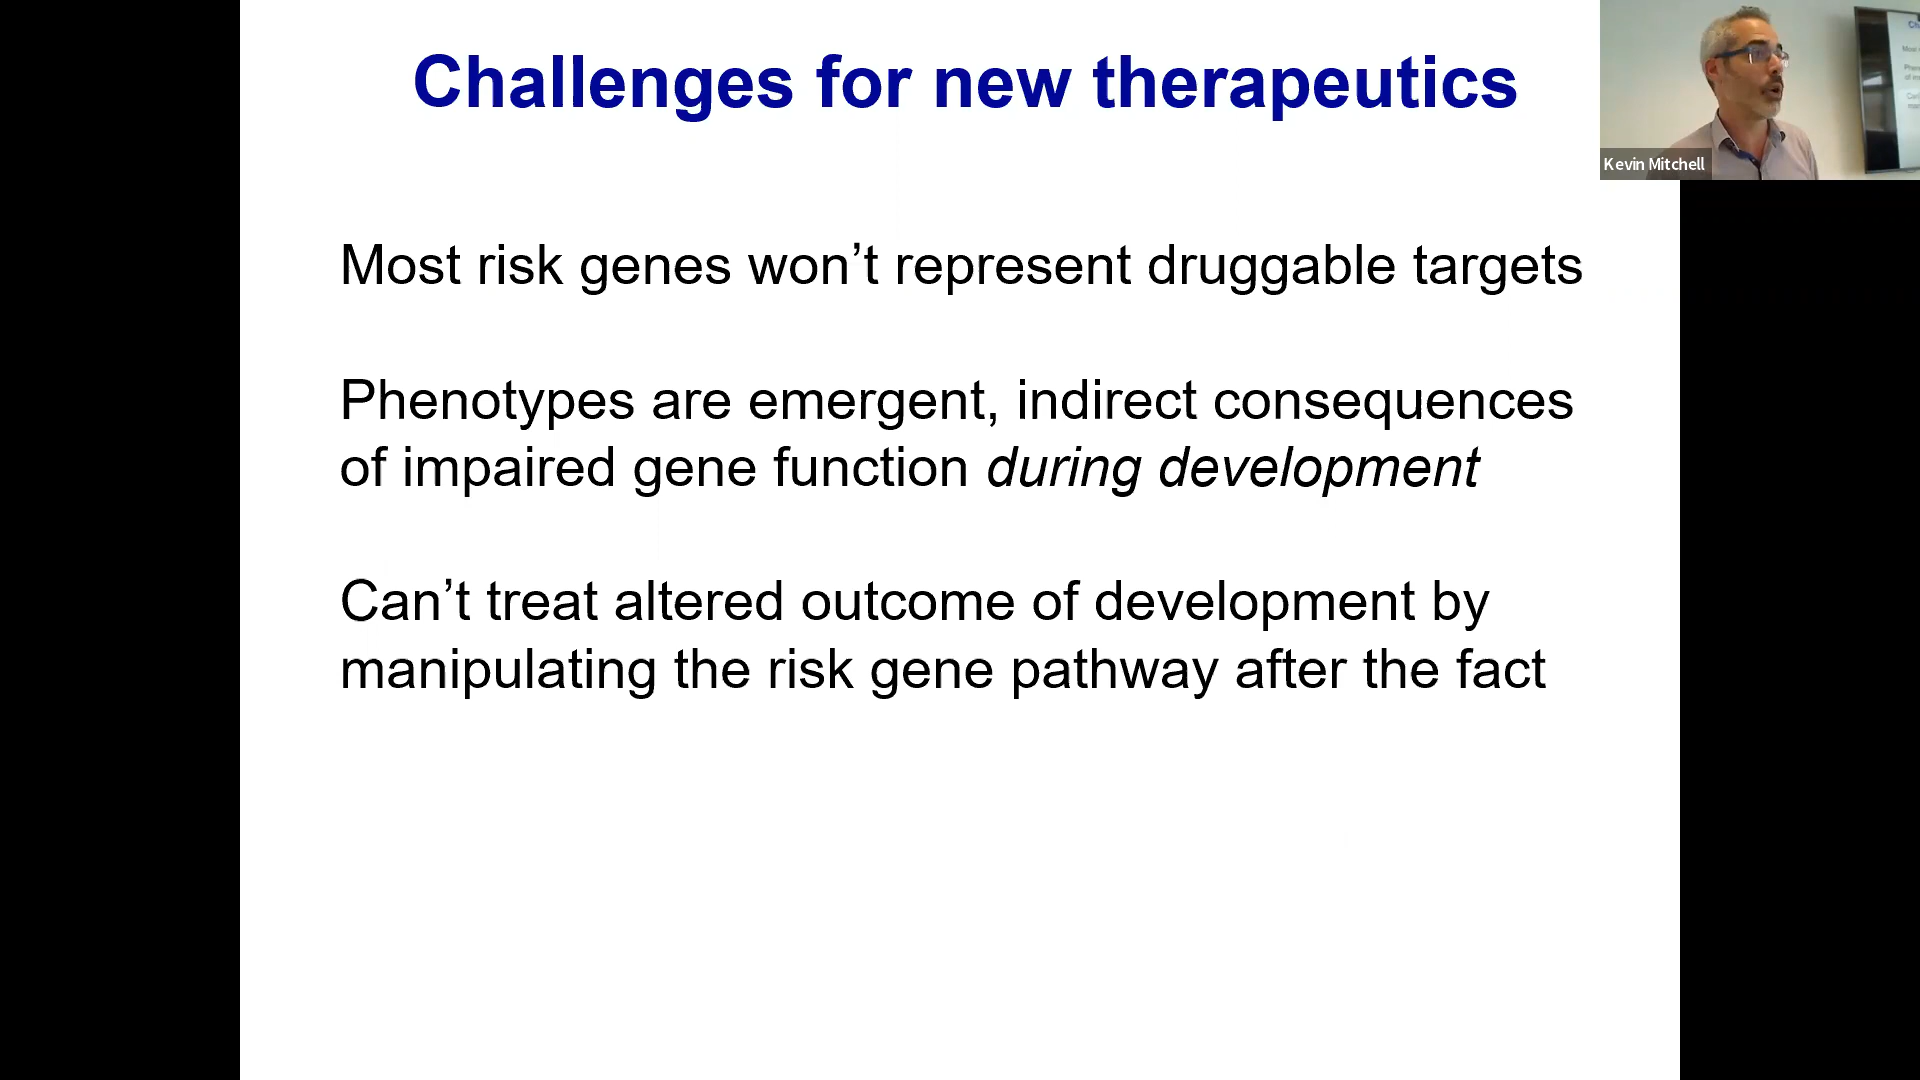 Challenges for new therapeutics
Kevin Mitchell
Most risk genes won’t represent druggable targets
Phenotypes are emergent, indirect consequences
of impaired gene function during development
Can’t treat altered outcome of development by
manipulating the risk gene pathway after the fact